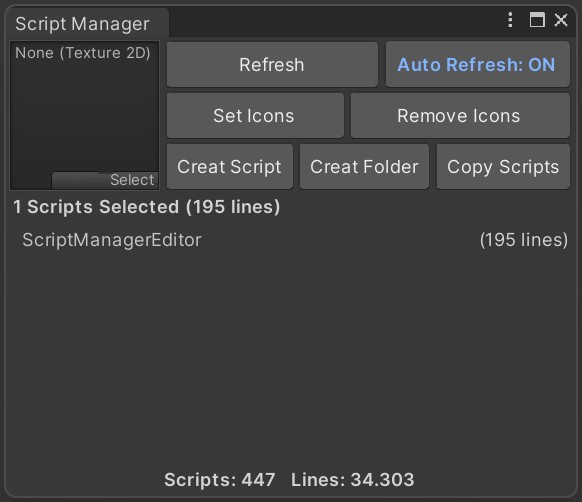 Script Manager
None (Texture 2D)
Select
Refresh
Auto Refresh: ON
Set Icons
Remove Icons
Creat Script
Creat Folder
Copy Scripts
1 Scripts Selected (195 lines)
ScriptManagerEditor (195 lines)
Scripts: 447 Lines: 34.303